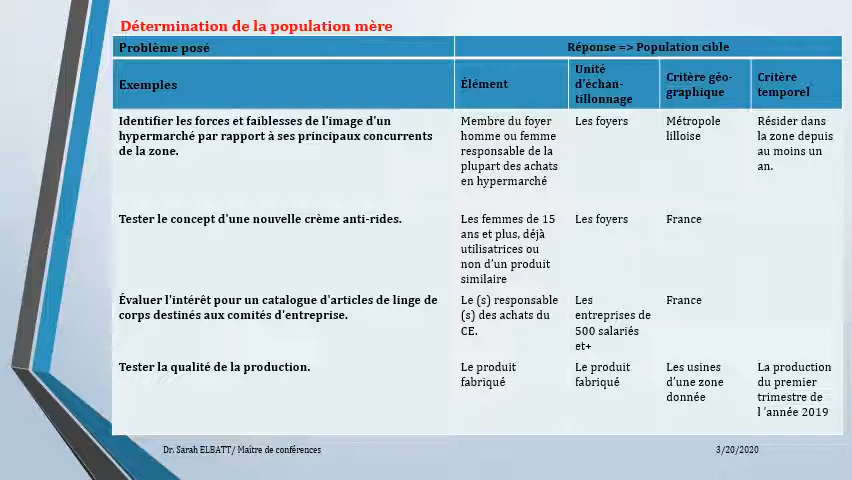 Détermination de la population mère
Problème posé
Réponse => Population cible
Exemples
Élément
Unité
d'échan-
tillonnage
Critère géo-
graphique
Critère
temporel
Identifier les forces et faiblesses de l'image d'un
hypermarché par rapport à ses principaux concurrents
de la zone.
Membre du foyer
homme ou femme
responsable de la
plupart des achats
en hypermarché
Les foyers
Métropole
lilloise
Résider dans
la zone depuis
au moins un
an.
Tester le concept d'une nouvelle crème anti-rides.
Les femmes de 15
ans et plus, déjà
utilisatrices ou
non d'un produit
similaire
Les foyers
France
Évaluer l'intérêt pour un catalogue d'articles de linge de
corps destinés aux comités d'entreprise.
Le (s) responsable
(s) des achats du
CE.
Les
entreprises de
500 salariés
et+
France
Tester la qualité de la production.
Le produit
fabriqué
Le produit
fabriqué
Les usines
d'une zone
donnée
La production
du premier
trimestre de
l 'année 2019
Dr. Sarah ELBATT/ Maître de conférences
3/20/2020